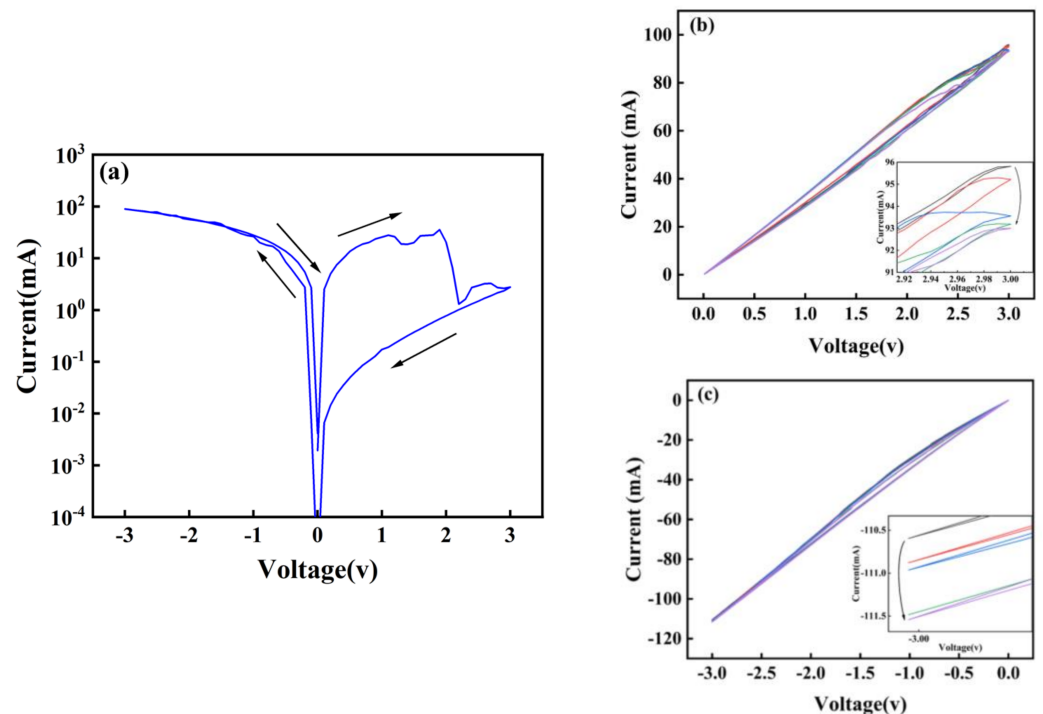 (a)
10³
10²
10¹
10⁰
10⁻¹
10⁻²
10⁻³
10⁻⁴
Current(mA)
-3 -2 -1 0 1 2 3
Voltage(v)
(b)
100
80
60
40
20
0
Current (mA)
0.0 0.5 1.0 1.5 2.0 2.5 3.0
Voltage(v)
96
95
94
93
92
91
Current(mA)
2.92 2.94 2.96 2.98 3.00
Voltage(v)
(c)
0
-20
-40
-60
-80
-100
-120
Current (mA)
-3.0 -2.5 -2.0 -1.5 -1.0 -0.5 0.0
Voltage(v)
-110.5
-111.0
-111.5
Current(mA)
-3.00
Voltage(v)